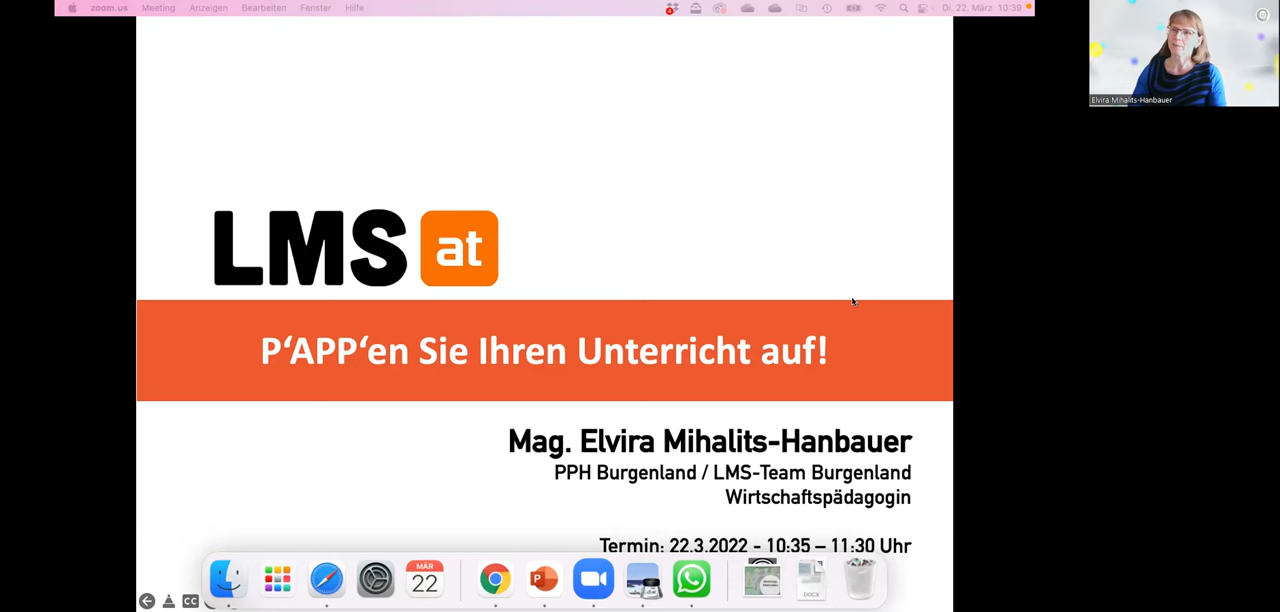 zoom.us Meeting Anzeigen Bearbeiten Fenster Hilfe
Di. 22. März 10:39
Elvira Mihalits-Hanbauer
LMS at
P‘APP‘en Sie Ihren Unterricht auf!
Mag. Elvira Mihalits-Hanbauer
PPH Burgenland / LMS-Team Burgenland
Wirtschaftspädagogin
Termin: 22.3.2022 - 10:35 – 11:30 Uhr
MÄR
22
P
.DOCX
CC